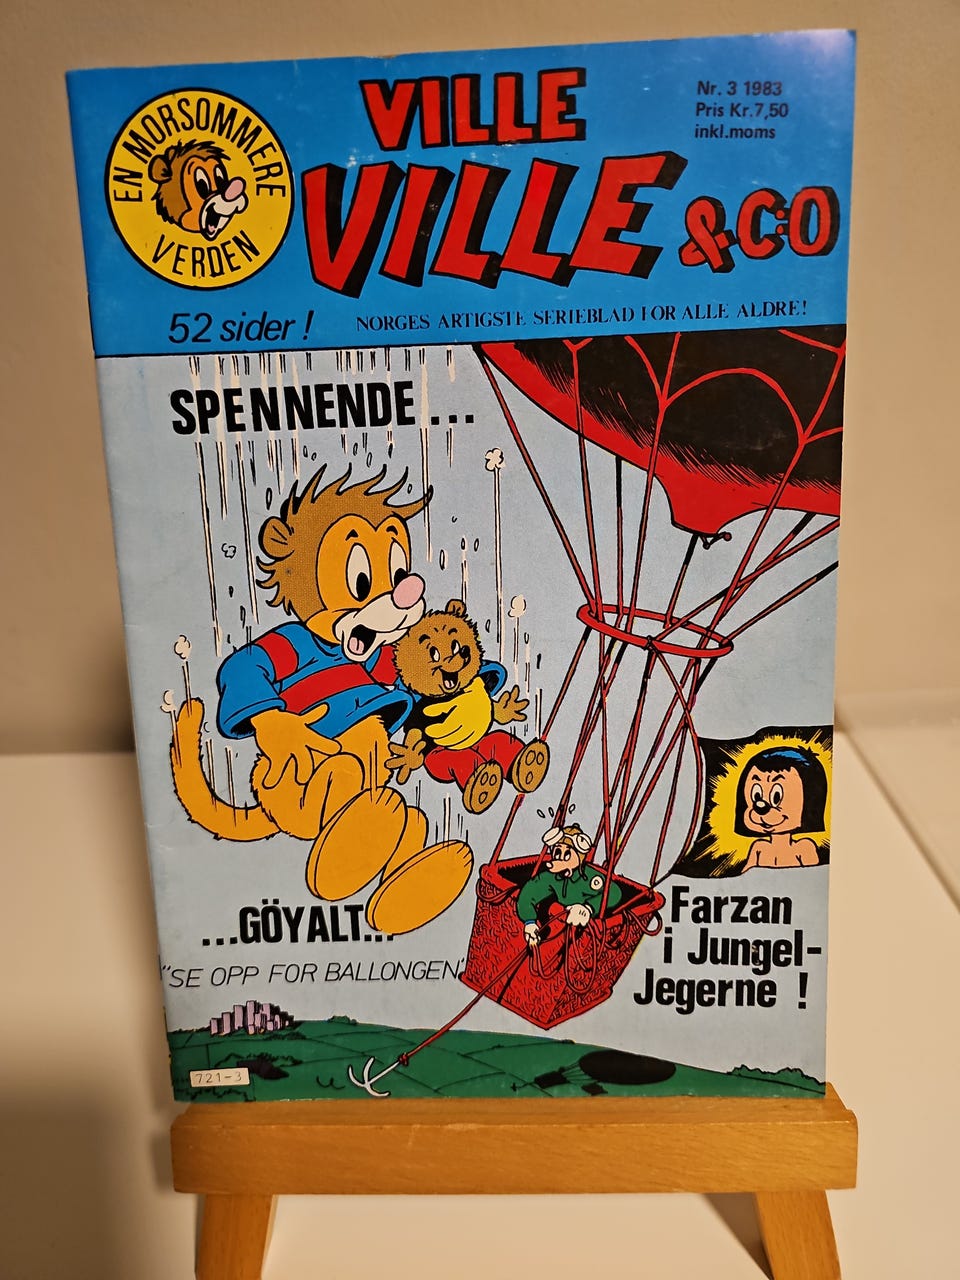 EN MORSOMMERE
VERDEN
VILLE
VILLE & CO
Nr. 3 1983
Pris Kr.7,50
inkl.moms
52 sider !
NORGES ARTIGSTE SERIEBLAD FOR ALLE ALDRE!
SPENNENDE...
...GÖYALT...
"SE OPP FOR BALLONGEN"
Farzan
i Jungel-
Jegerne !
721-3